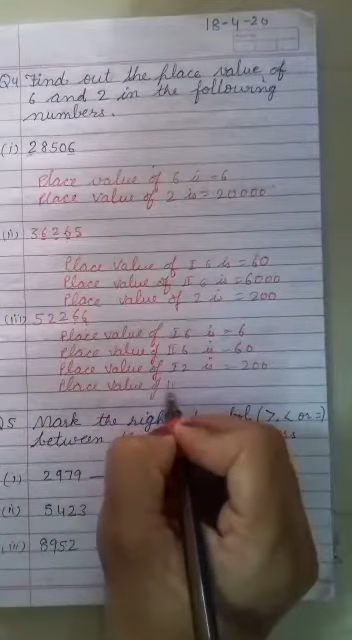 18-4-20
Q4 Find out the place value of
6 and 2 in the following
numbers.
(i) 28506
Place value of 6 is = 6
Place value of 2 is = 20000
(ii) 36265
Place value of I 6 is = 60
Place value of II 6 is = 6000
Place value of 2 is = 200
(iii) 52266
Place value of I 6 is = 6
Place value of II 6 is = 60
Place value of I 2 is = 200
Place value of
Q5 Mark the right (>, < or =)
between
(i) 2979
(ii) 5423
(iii) 8952